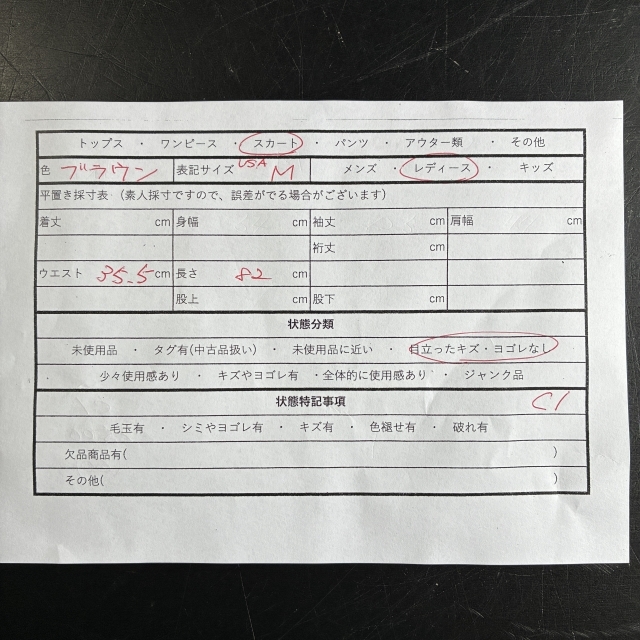 トップス ・ ワンピース ・ スカート ・ パンツ ・ アウター類 ・ その他
色 ブラウン 表記サイズ USA M メンズ ・ レディース ・ キッズ
平置き採寸表 (素人採寸ですので、誤差がでる場合がございます)
着丈 cm 身幅 cm 袖丈 cm 肩幅 cm
裄丈 cm
ウエスト 35.5cm 長さ 82 cm
股上 cm 股下 cm
状態分類
未使用品 ・ タグ有(中古品扱い) ・ 未使用品に近い ・ 目立ったキズ・ヨゴレなし
少々使用感あり ・ キズやヨゴレ有 ・全体的に使用感あり ・ ジャンク品
状態特記事項 C1
毛玉有 ・ シミやヨゴレ有 ・ キズ有 ・ 色褪せ有 ・ 破れ有
欠品商品有( )
その他( )